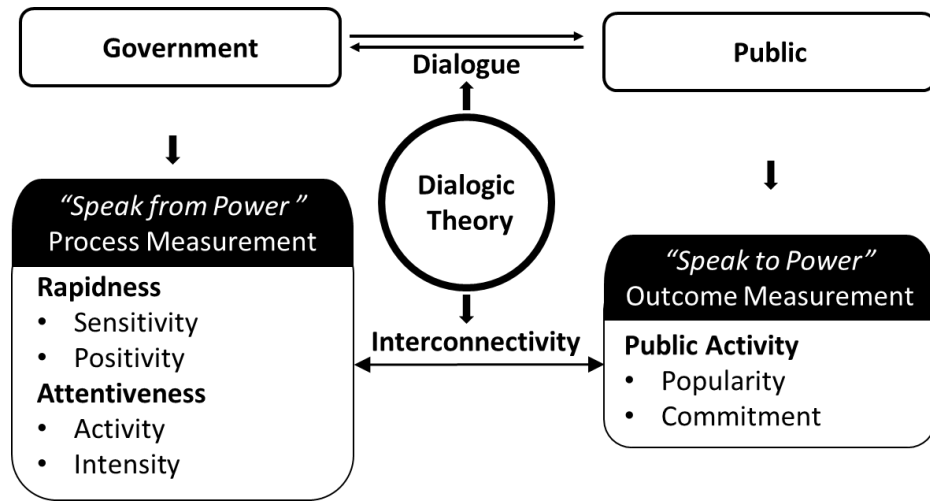 Government
Dialogue
Public
Dialogic
Theory
“Speak from Power ”
Process Measurement
Rapidness
• Sensitivity
• Positivity
Attentiveness
• Activity
• Intensity
Interconnectivity
“Speak to Power”
Outcome Measurement
Public Activity
• Popularity
• Commitment